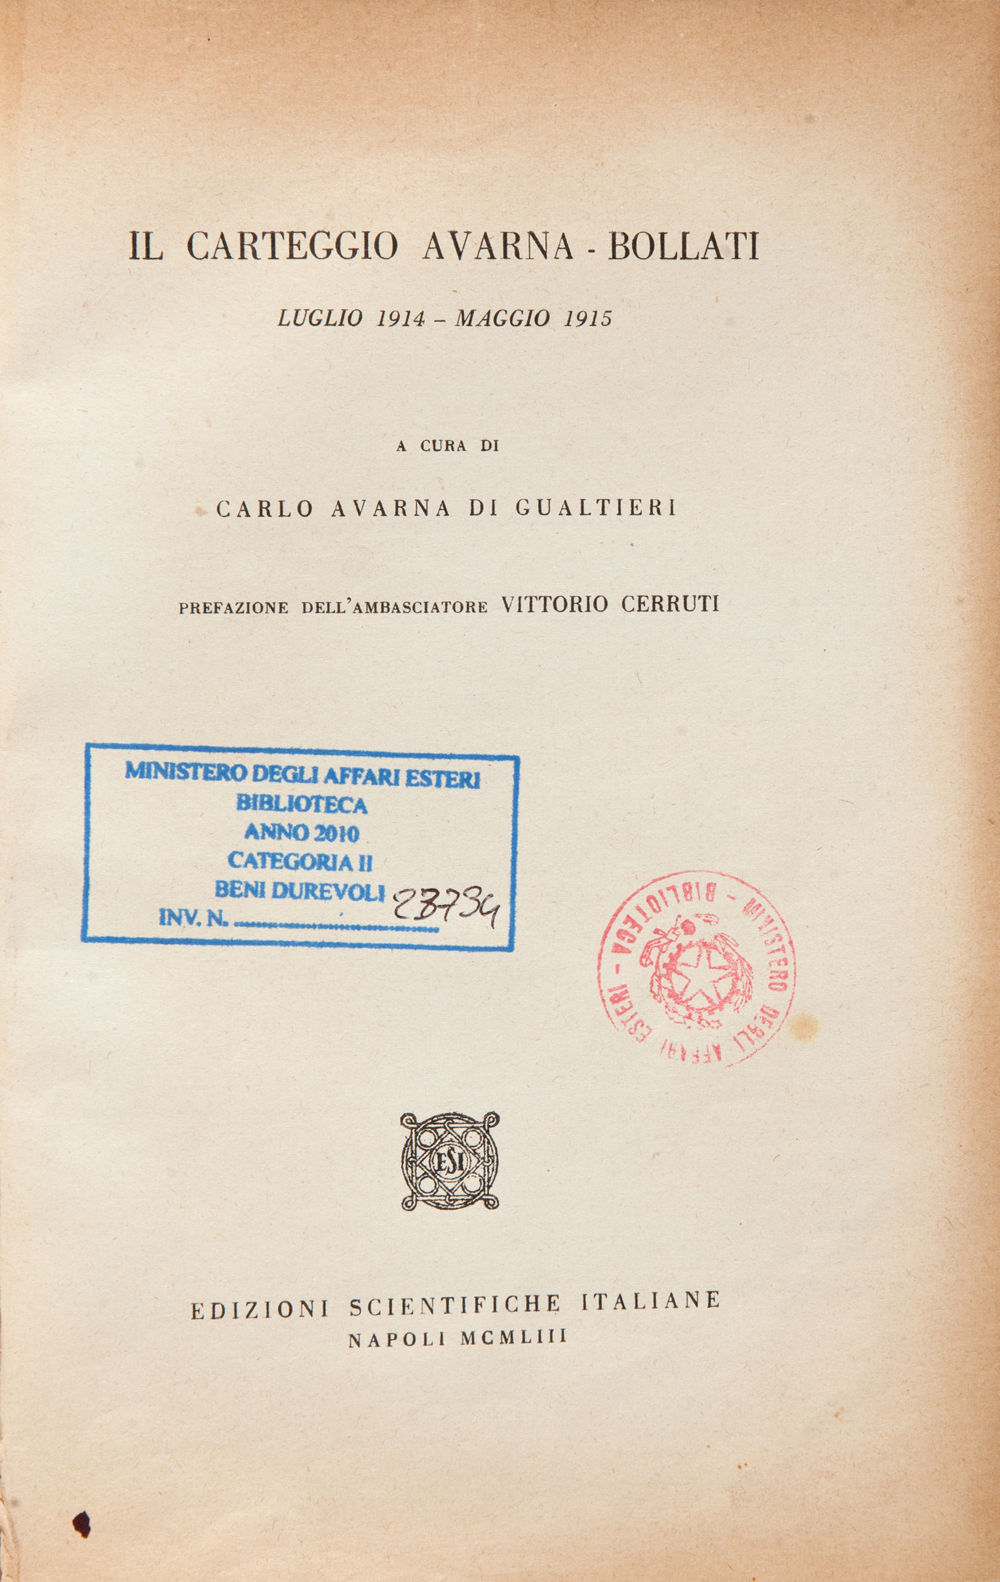 IL CARTEGGIO AVARNA - BOLLATI
LUGLIO 1914 - MAGGIO 1915
A CURA DI
CARLO AVARNA DI GUALTIERI
PREFAZIONE DELL'AMBASCIATORE VITTORIO CERRUTI
MINISTERO DEGLI AFFARI ESTERI
BIBLIOTECA
ANNO 2010
CATEGORIA II
BENI DUREVOLI
INV. N. 23794
MINISTERO DEGLI AFFARI ESTERI - BIBLIOTECA -
ESI
EDIZIONI SCIENTIFICHE ITALIANE
NAPOLI MCMLIII